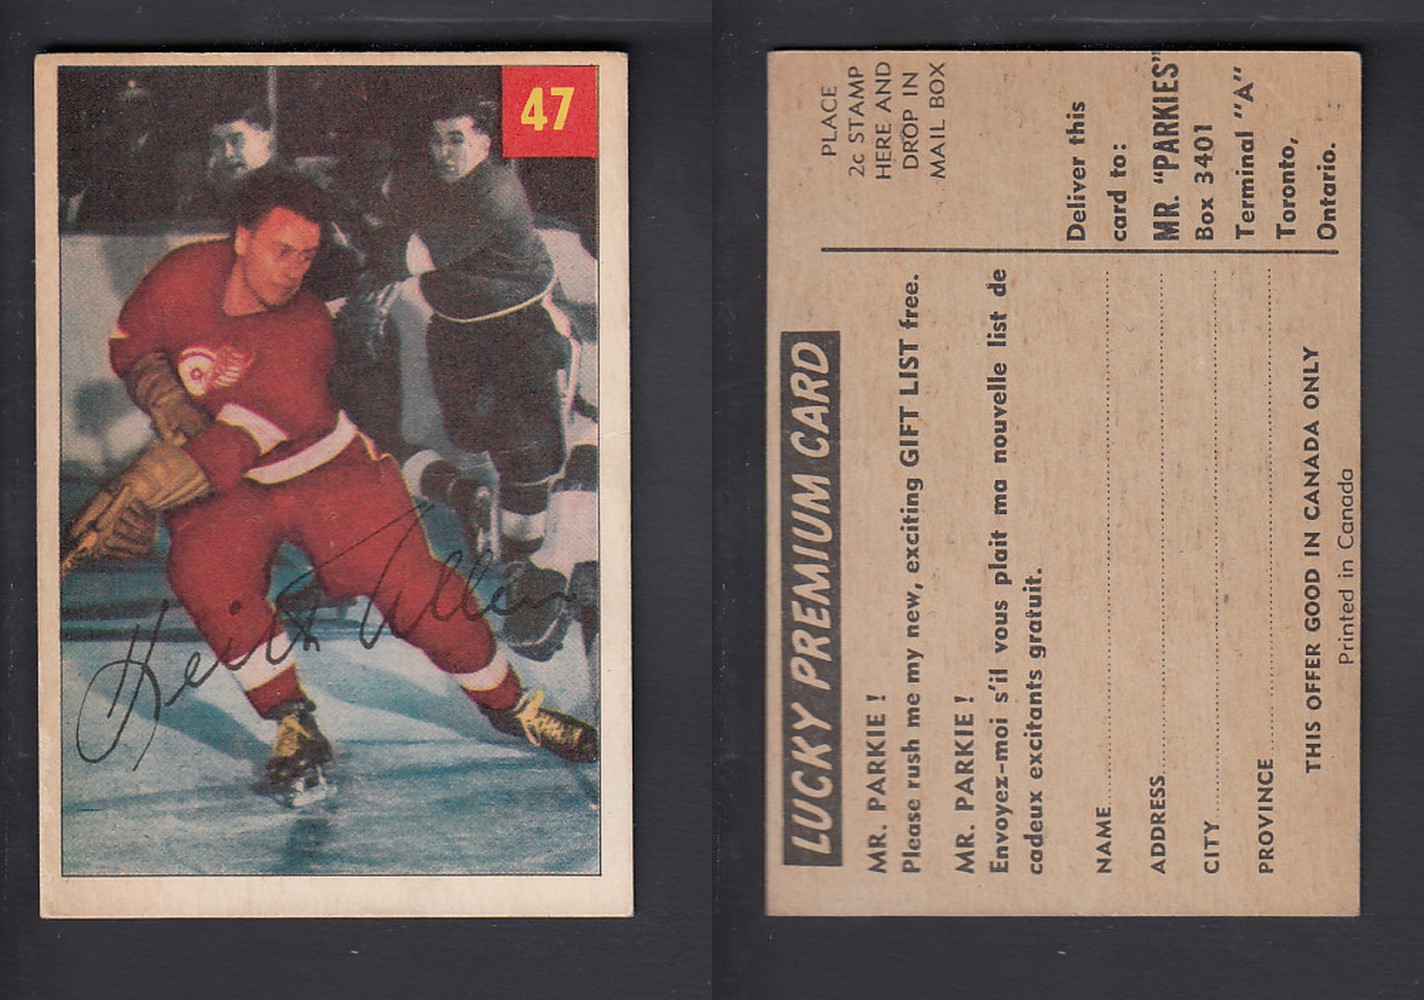 47
Keith Allen
LUCKY PREMIUM CARD
MR. PARKIE !
Please rush me my new, exciting GIFT LIST free.
MR. PARKIE !
Envoyez-moi s'il vous plait ma nouvelle list de
cadeux excitants gratuit.
NAME
ADDRESS
CITY
PROVINCE
THIS OFFER GOOD IN CANADA ONLY
Printed in Canada
PLACE
2c STAMP
HERE AND
DROP IN
MAIL BOX
Deliver this
card to:
MR. "PARKIES"
Box 3401
Terminal "A"
Toronto,
Ontario.